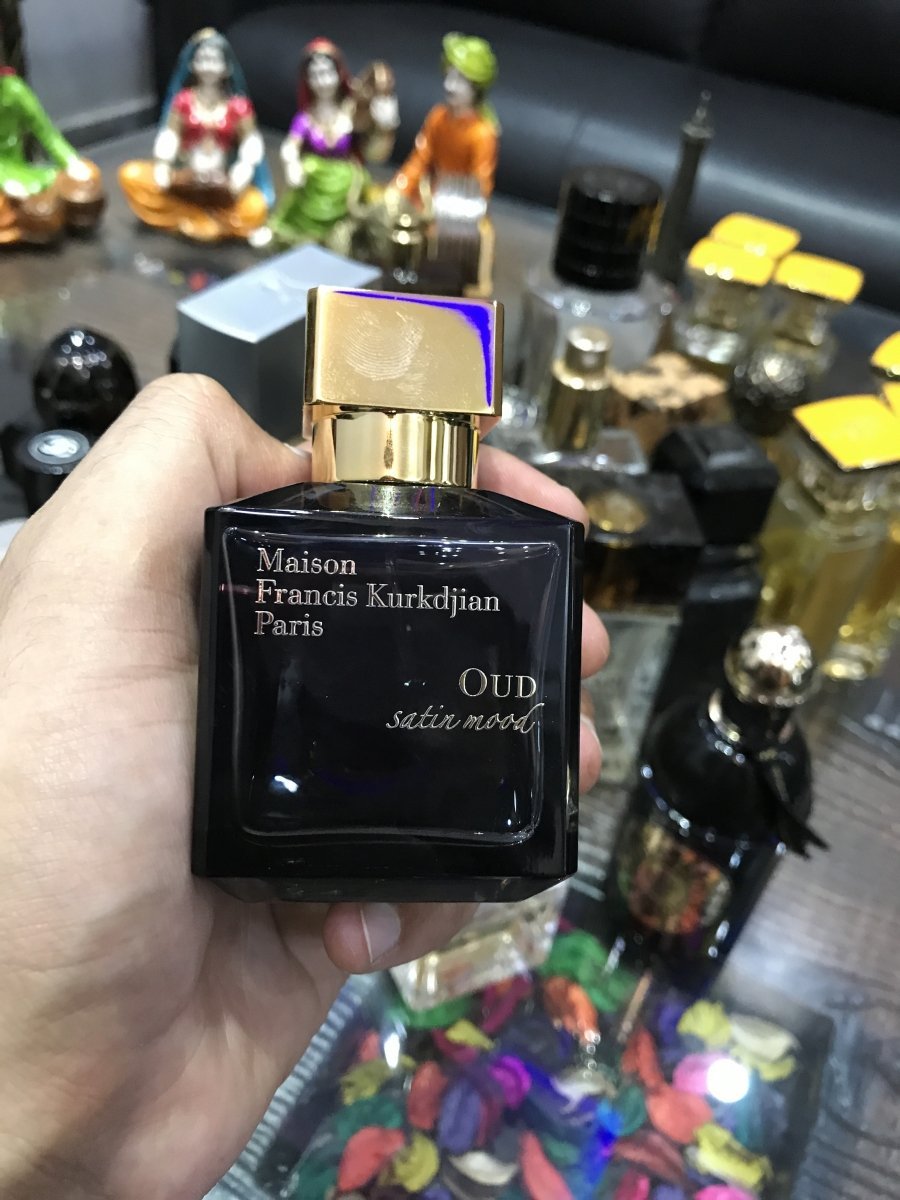 Maison
Francis Kurkdjian
Paris
OUD
satin mood